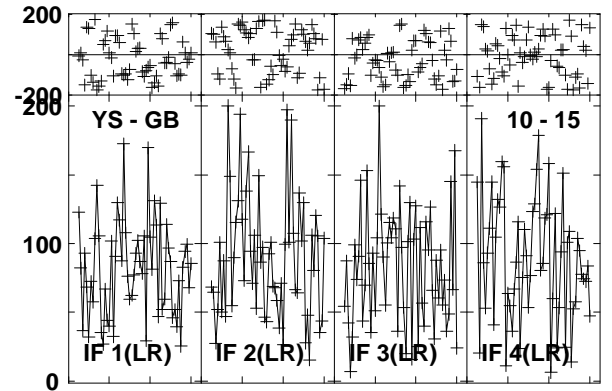 200
-200
200
YS - GB
10 - 15
100
0
IF 1(LR)
IF 2(LR)
IF 3(LR)
IF 4(LR)